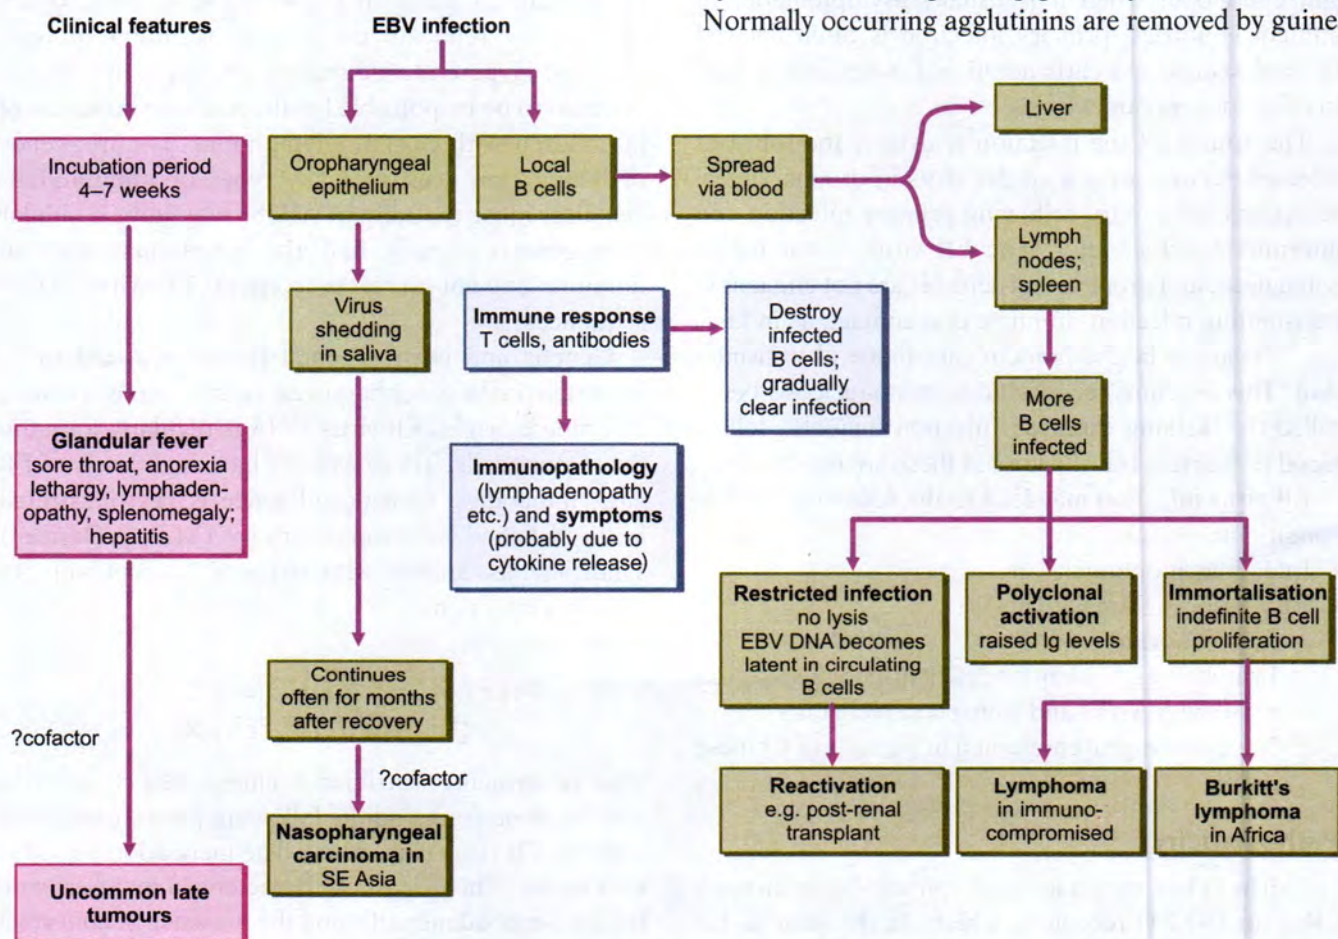 Normally occurring agglutinins are removed by guine
Clinical features
EBV infection
Incubation period
4–7 weeks
Oropharyngeal
epithelium
Local
B cells
Spread
via blood
Liver
Lymph
nodes;
spleen
Virus
shedding
in saliva
Immune response
T cells, antibodies
Destroy
infected
B cells;
gradually
clear infection
More
B cells
infected
Glandular fever
sore throat, anorexia
lethargy, lymphaden-
opathy, splenomegaly;
hepatitis
Immunopathology
(lymphadenopathy
etc.) and symptoms
(probably due to
cytokine release)
Restricted infection
no lysis
EBV DNA becomes
latent in circulating
B cells
Polyclonal
activation
raised Ig levels
Immortalisation
indefinite B cell
proliferation
Continues
often for months
after recovery
?cofactor
?cofactor
Reactivation
e.g. post-renal
transplant
Lymphoma
in immuno-
compromised
Burkitt's
lymphoma
in Africa
Nasopharyngeal
carcinoma in
SE Asia
Uncommon late
tumours